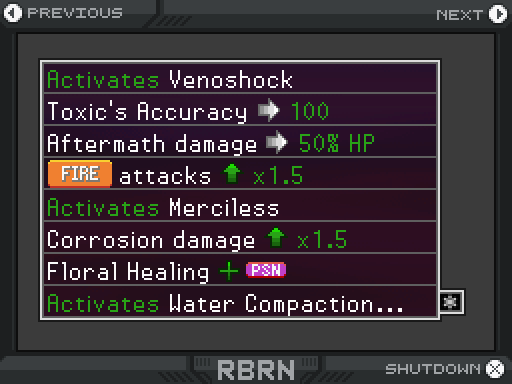 PREVIOUS
NEXT
Activates Venoshock
Toxic's Accuracy 100
Aftermath damage 50% HP
FIRE attacks x1.5
Activates Merciless
Corrosion damage x1.5
Floral Healing + PSN
Activates Water Compaction...
RBRN
SHUTDOWN